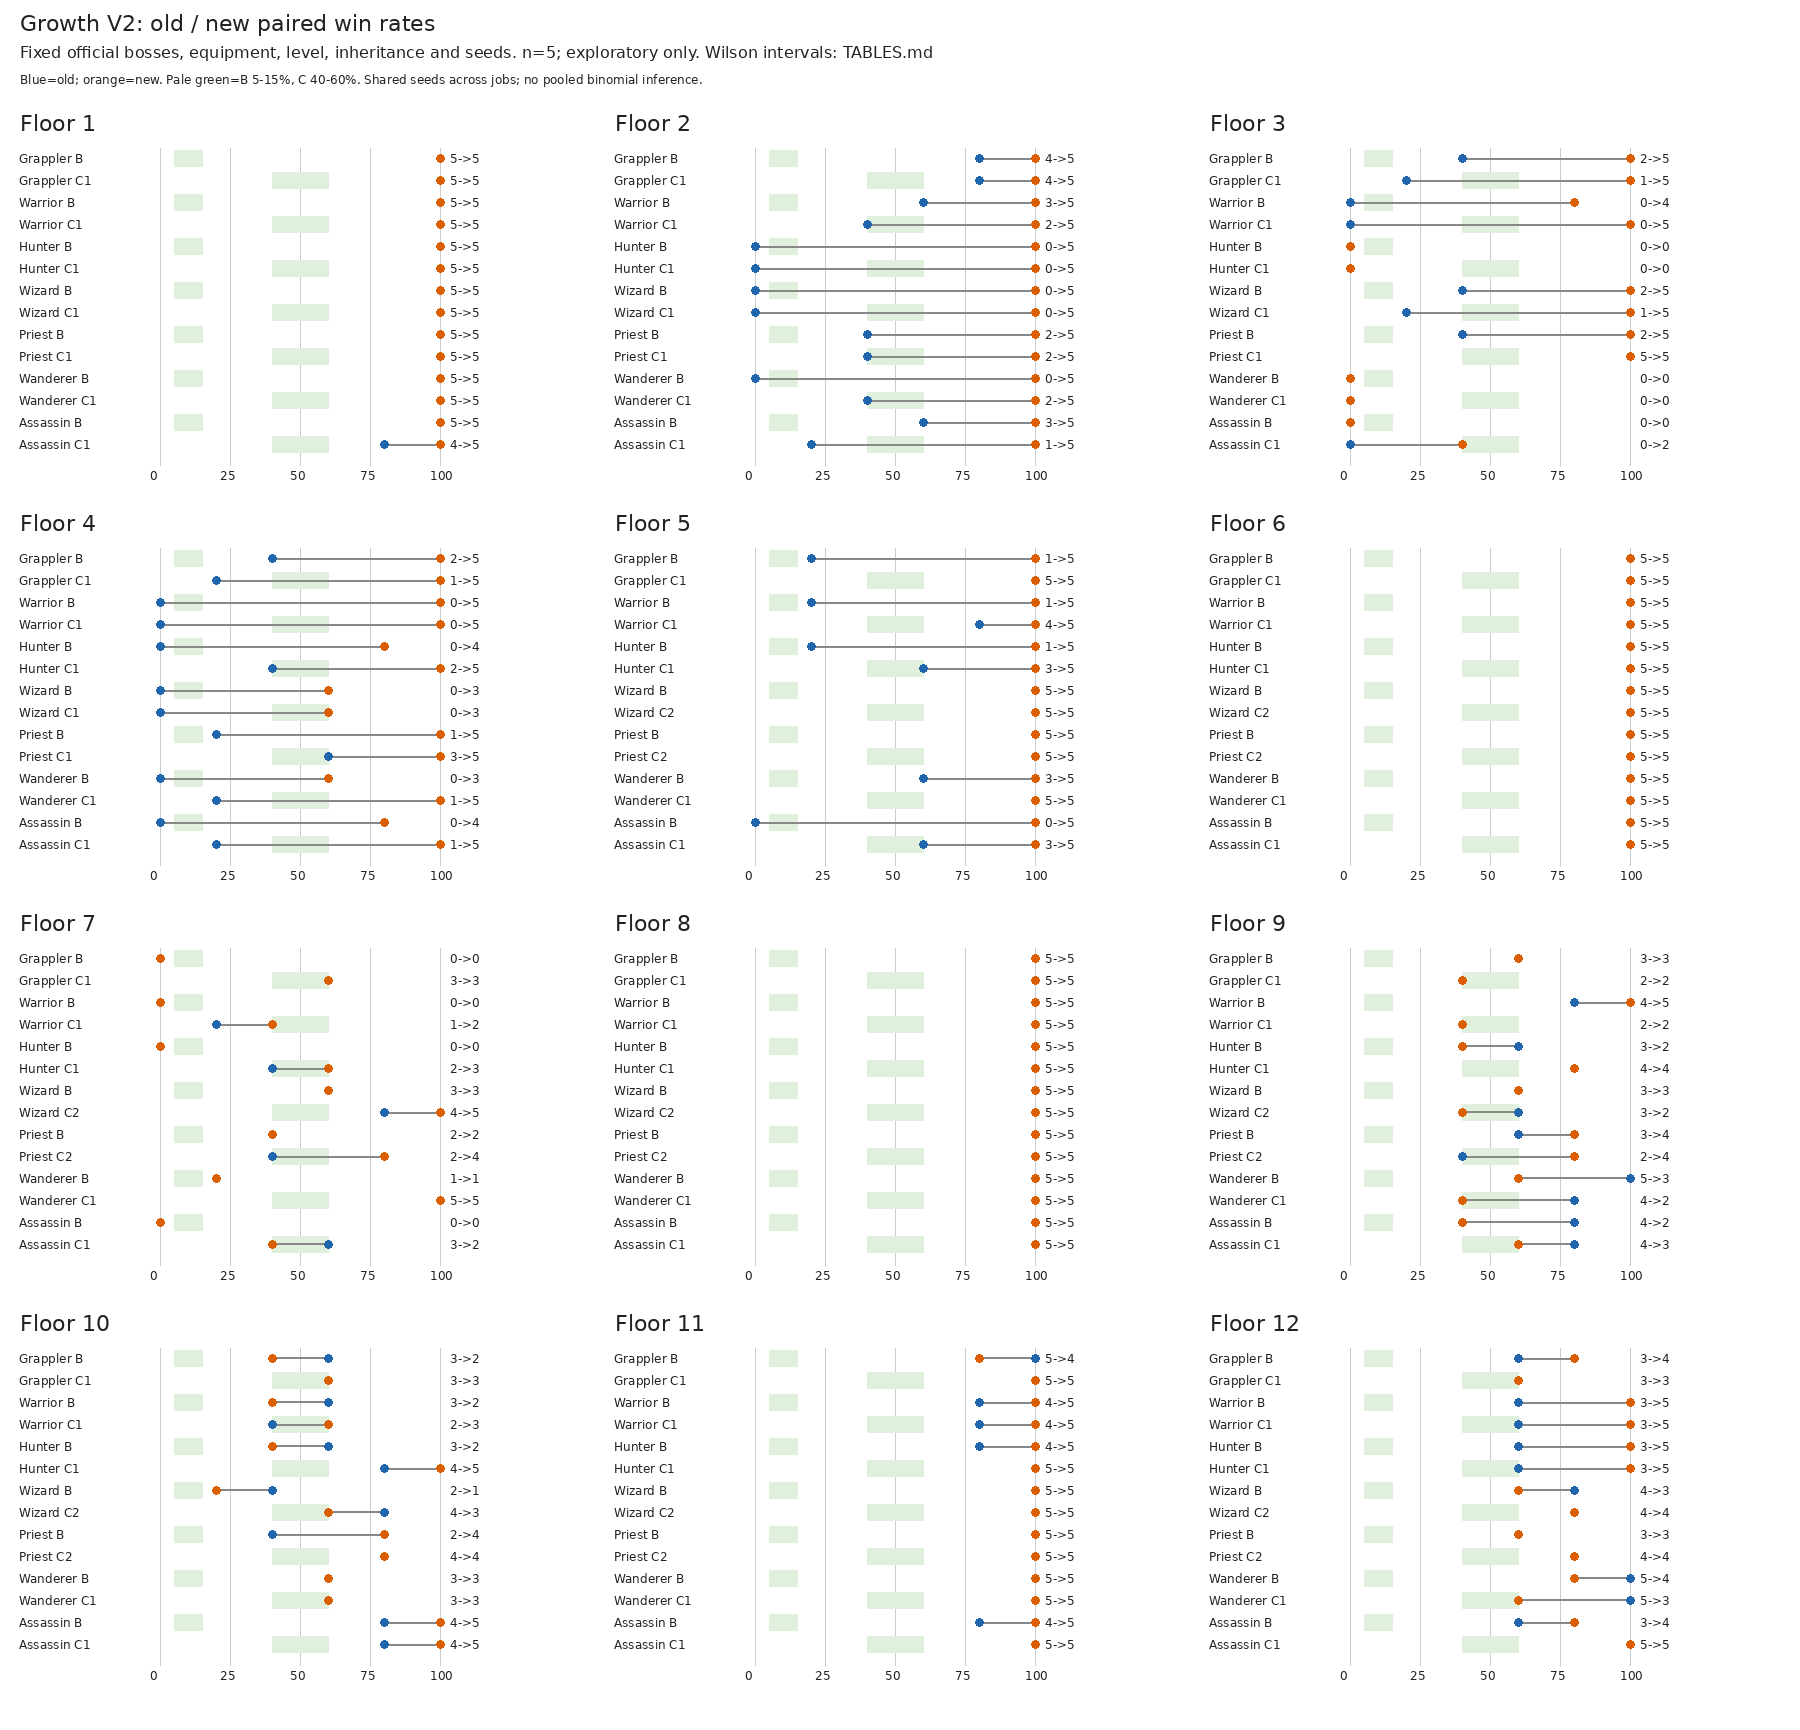 Growth V2: old / new paired win rates
Fixed official bosses, equipment, level, inheritance and seeds. n=5; exploratory only. Wilson intervals: TABLES.md
Blue=old; orange=new. Pale green=B 5-15%, C 40-60%. Shared seeds across jobs; no pooled binomial inference.
Floor 1
Grappler B 5->5
Grappler C1 5->5
Warrior B 5->5
Warrior C1 5->5
Hunter B 5->5
Hunter C1 5->5
Wizard B 5->5
Wizard C1 5->5
Priest B 5->5
Priest C1 5->5
Wanderer B 5->5
Wanderer C1 5->5
Assassin B 5->5
Assassin C1 4->5
0 25 50 75 100
Floor 2
Grappler B 4->5
Grappler C1 4->5
Warrior B 3->5
Warrior C1 2->5
Hunter B 0->5
Hunter C1 0->5
Wizard B 0->5
Wizard C1 0->5
Priest B 2->5
Priest C1 2->5
Wanderer B 0->5
Wanderer C1 2->5
Assassin B 3->5
Assassin C1 1->5
0 25 50 75 100
Floor 3
Grappler B 2->5
Grappler C1 1->5
Warrior B 0->4
Warrior C1 0->5
Hunter B 0->0
Hunter C1 0->0
Wizard B 2->5
Wizard C1 1->5
Priest B 2->5
Priest C1 5->5
Wanderer B 0->0
Wanderer C1 0->0
Assassin B 0->0
Assassin C1 0->2
0 25 50 75 100
Floor 4
Grappler B 2->5
Grappler C1 1->5
Warrior B 0->5
Warrior C1 0->5
Hunter B 0->4
Hunter C1 2->5
Wizard B 0->3
Wizard C1 0->3
Priest B 1->5
Priest C1 3->5
Wanderer B 0->3
Wanderer C1 1->5
Assassin B 0->4
Assassin C1 1->5
0 25 50 75 100
Floor 5
Grappler B 1->5
Grappler C1 5->5
Warrior B 1->5
Warrior C1 4->5
Hunter B 1->5
Hunter C1 3->5
Wizard B 5->5
Wizard C2 5->5
Priest B 5->5
Priest C2 5->5
Wanderer B 3->5
Wanderer C1 5->5
Assassin B 0->5
Assassin C1 3->5
0 25 50 75 100
Floor 6
Grappler B 5->5
Grappler C1 5->5
Warrior B 5->5
Warrior C1 5->5
Hunter B 5->5
Hunter C1 5->5
Wizard B 5->5
Wizard C2 5->5
Priest B 5->5
Priest C2 5->5
Wanderer B 5->5
Wanderer C1 5->5
Assassin B 5->5
Assassin C1 5->5
0 25 50 75 100
Floor 7
Grappler B 0->0
Grappler C1 3->3
Warrior B 0->0
Warrior C1 1->2
Hunter B 0->0
Hunter C1 2->3
Wizard B 3->3
Wizard C2 4->5
Priest B 2->2
Priest C2 2->4
Wanderer B 1->1
Wanderer C1 5->5
Assassin B 0->0
Assassin C1 3->2
0 25 50 75 100
Floor 8
Grappler B 5->5
Grappler C1 5->5
Warrior B 5->5
Warrior C1 5->5
Hunter B 5->5
Hunter C1 5->5
Wizard B 5->5
Wizard C2 5->5
Priest B 5->5
Priest C2 5->5
Wanderer B 5->5
Wanderer C1 5->5
Assassin B 5->5
Assassin C1 5->5
0 25 50 75 100
Floor 9
Grappler B 3->3
Grappler C1 2->2
Warrior B 4->5
Warrior C1 2->2
Hunter B 3->2
Hunter C1 4->4
Wizard B 3->3
Wizard C2 3->2
Priest B 3->4
Priest C2 2->4
Wanderer B 5->3
Wanderer C1 4->2
Assassin B 4->2
Assassin C1 4->3
0 25 50 75 100
Floor 10
Grappler B 3->2
Grappler C1 3->3
Warrior B 3->2
Warrior C1 2->3
Hunter B 3->2
Hunter C1 4->5
Wizard B 2->1
Wizard C2 4->3
Priest B 2->4
Priest C2 4->4
Wanderer B 3->3
Wanderer C1 3->3
Assassin B 4->5
Assassin C1 4->5
0 25 50 75 100
Floor 11
Grappler B 5->4
Grappler C1 5->5
Warrior B 4->5
Warrior C1 4->5
Hunter B 4->5
Hunter C1 5->5
Wizard B 5->5
Wizard C2 5->5
Priest B 5->5
Priest C2 5->5
Wanderer B 5->5
Wanderer C1 5->5
Assassin B 4->5
Assassin C1 5->5
0 25 50 75 100
Floor 12
Grappler B 3->4
Grappler C1 3->3
Warrior B 3->5
Warrior C1 3->5
Hunter B 3->5
Hunter C1 3->5
Wizard B 4->3
Wizard C2 4->4
Priest B 3->3
Priest C2 4->4
Wanderer B 5->4
Wanderer C1 5->3
Assassin B 3->4
Assassin C1 5->5
0 25 50 75 100